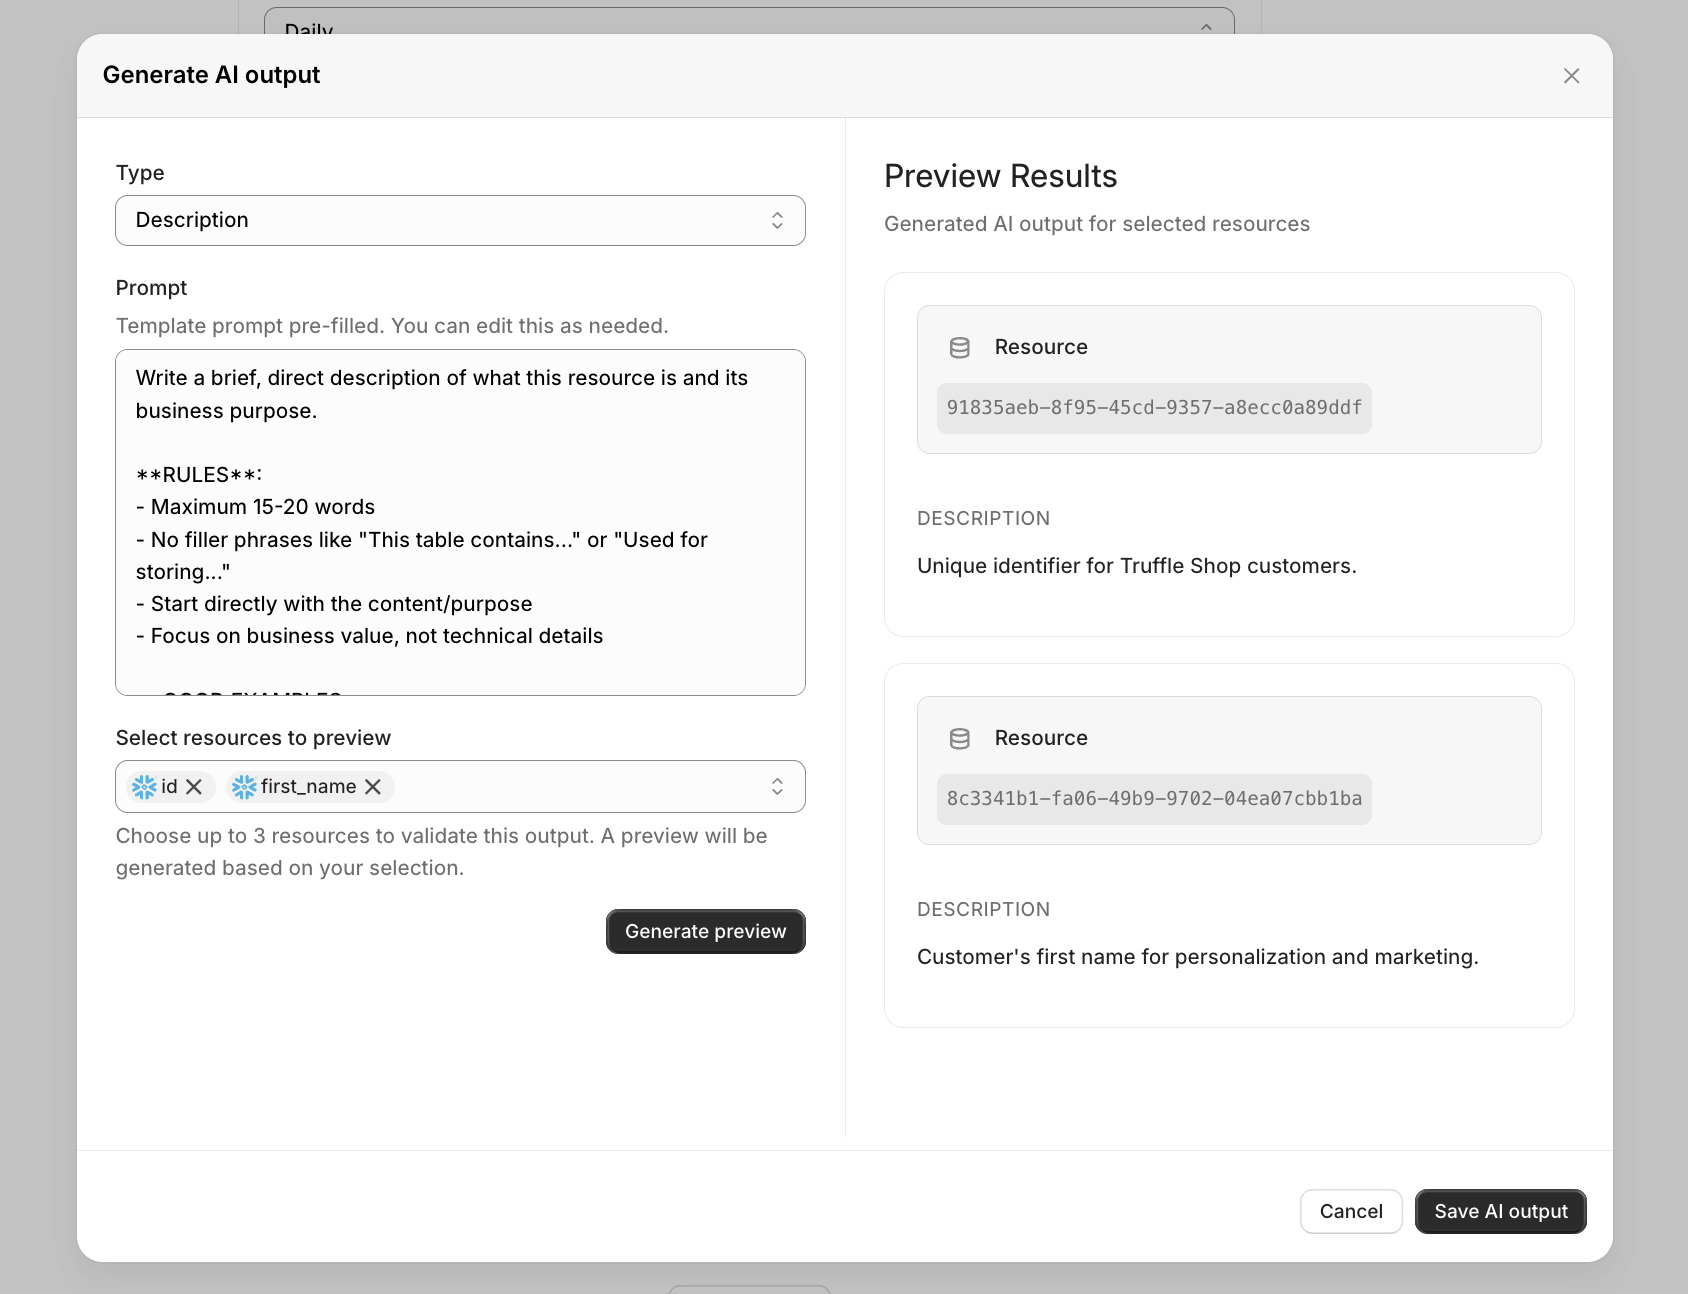 Daily
Generate AI output
Type
Description
Prompt
Template prompt pre-filled. You can edit this as needed.
Write a brief, direct description of what this resource is and its
business purpose.
**RULES**:
- Maximum 15-20 words
- No filler phrases like "This table contains..." or "Used for
storing..."
- Start directly with the content/purpose
- Focus on business value, not technical details
GOOD EXAMPLES
Select resources to preview
id
first_name
Choose up to 3 resources to validate this output. A preview will be
generated based on your selection.
Generate preview
Preview Results
Generated AI output for selected resources
Resource
91835aeb-8f95-45cd-9357-a8ecc0a89ddf
DESCRIPTION
Unique identifier for Truffle Shop customers.
Resource
8c3341b1-fa06-49b9-9702-04ea07cbb1ba
DESCRIPTION
Customer's first name for personalization and marketing.
Cancel
Save AI output